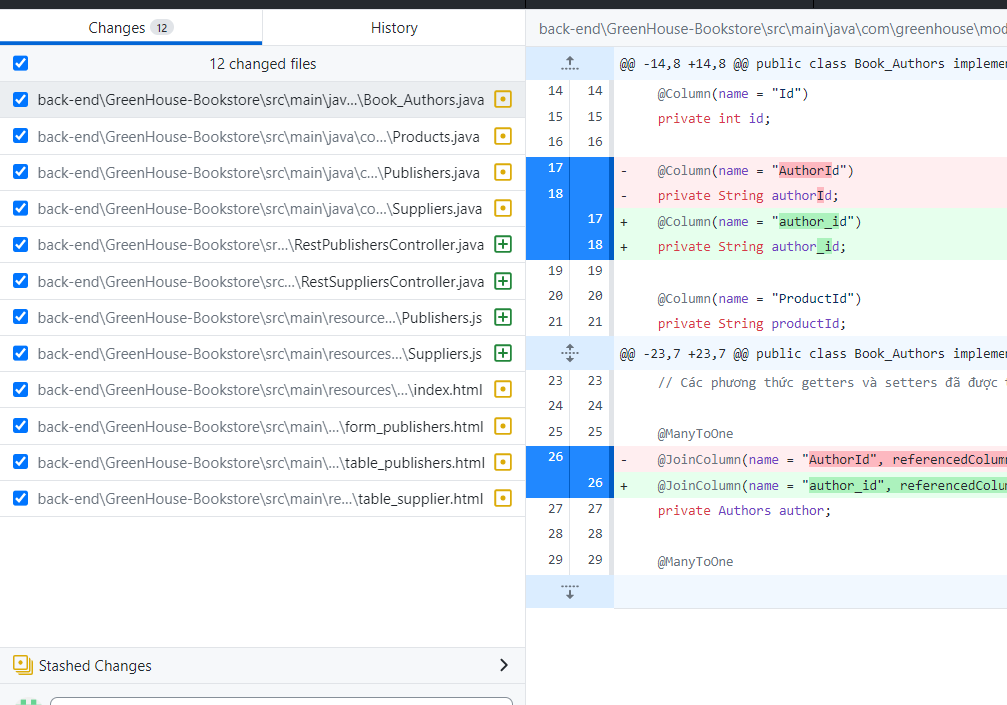 Changes 12
History
12 changed files
back-end\GreenHouse-Bookstore\src\main\jav...\Book_Authors.java
back-end\GreenHouse-Bookstore\src\main\java\co...\Products.java
back-end\GreenHouse-Bookstore\src\main\java\c...\Publishers.java
back-end\GreenHouse-Bookstore\src\main\java\co...\Suppliers.java
back-end\GreenHouse-Bookstore\sr...\RestPublishersController.java
back-end\GreenHouse-Bookstore\src...\RestSuppliersController.java
back-end\GreenHouse-Bookstore\src\main\resource...\Publishers.js
back-end\GreenHouse-Bookstore\src\main\resources...\Suppliers.js
back-end\GreenHouse-Bookstore\src\main\resources\...\index.html
back-end\GreenHouse-Bookstore\src\main\...\form_publishers.html
back-end\GreenHouse-Bookstore\src\main\...\table_publishers.html
back-end\GreenHouse-Bookstore\src\main\re...\table_supplier.html
Stashed Changes
back-end\GreenHouse-Bookstore\src\main\java\com\greenhouse\mod
@@ -14,8 +14,8 @@ public class Book_Authors implemen
14 14 @Column(name = "Id")
15 15 private int id;
16 16
17 - @Column(name = "AuthorId")
18 - private String authorId;
17 + @Column(name = "author_id")
18 + private String author_id;
19 19
20 20 @Column(name = "ProductId")
21 21 private String productId;
@@ -23,7 +23,7 @@ public class Book_Authors implemen
23 23 // Các phương thức getters và setters đã được
24 24
25 25 @ManyToOne
26 - @JoinColumn(name = "AuthorId", referencedColum
26 + @JoinColumn(name = "author_id", referencedColu
27 27 private Authors author;
28 28
29 29 @ManyToOne